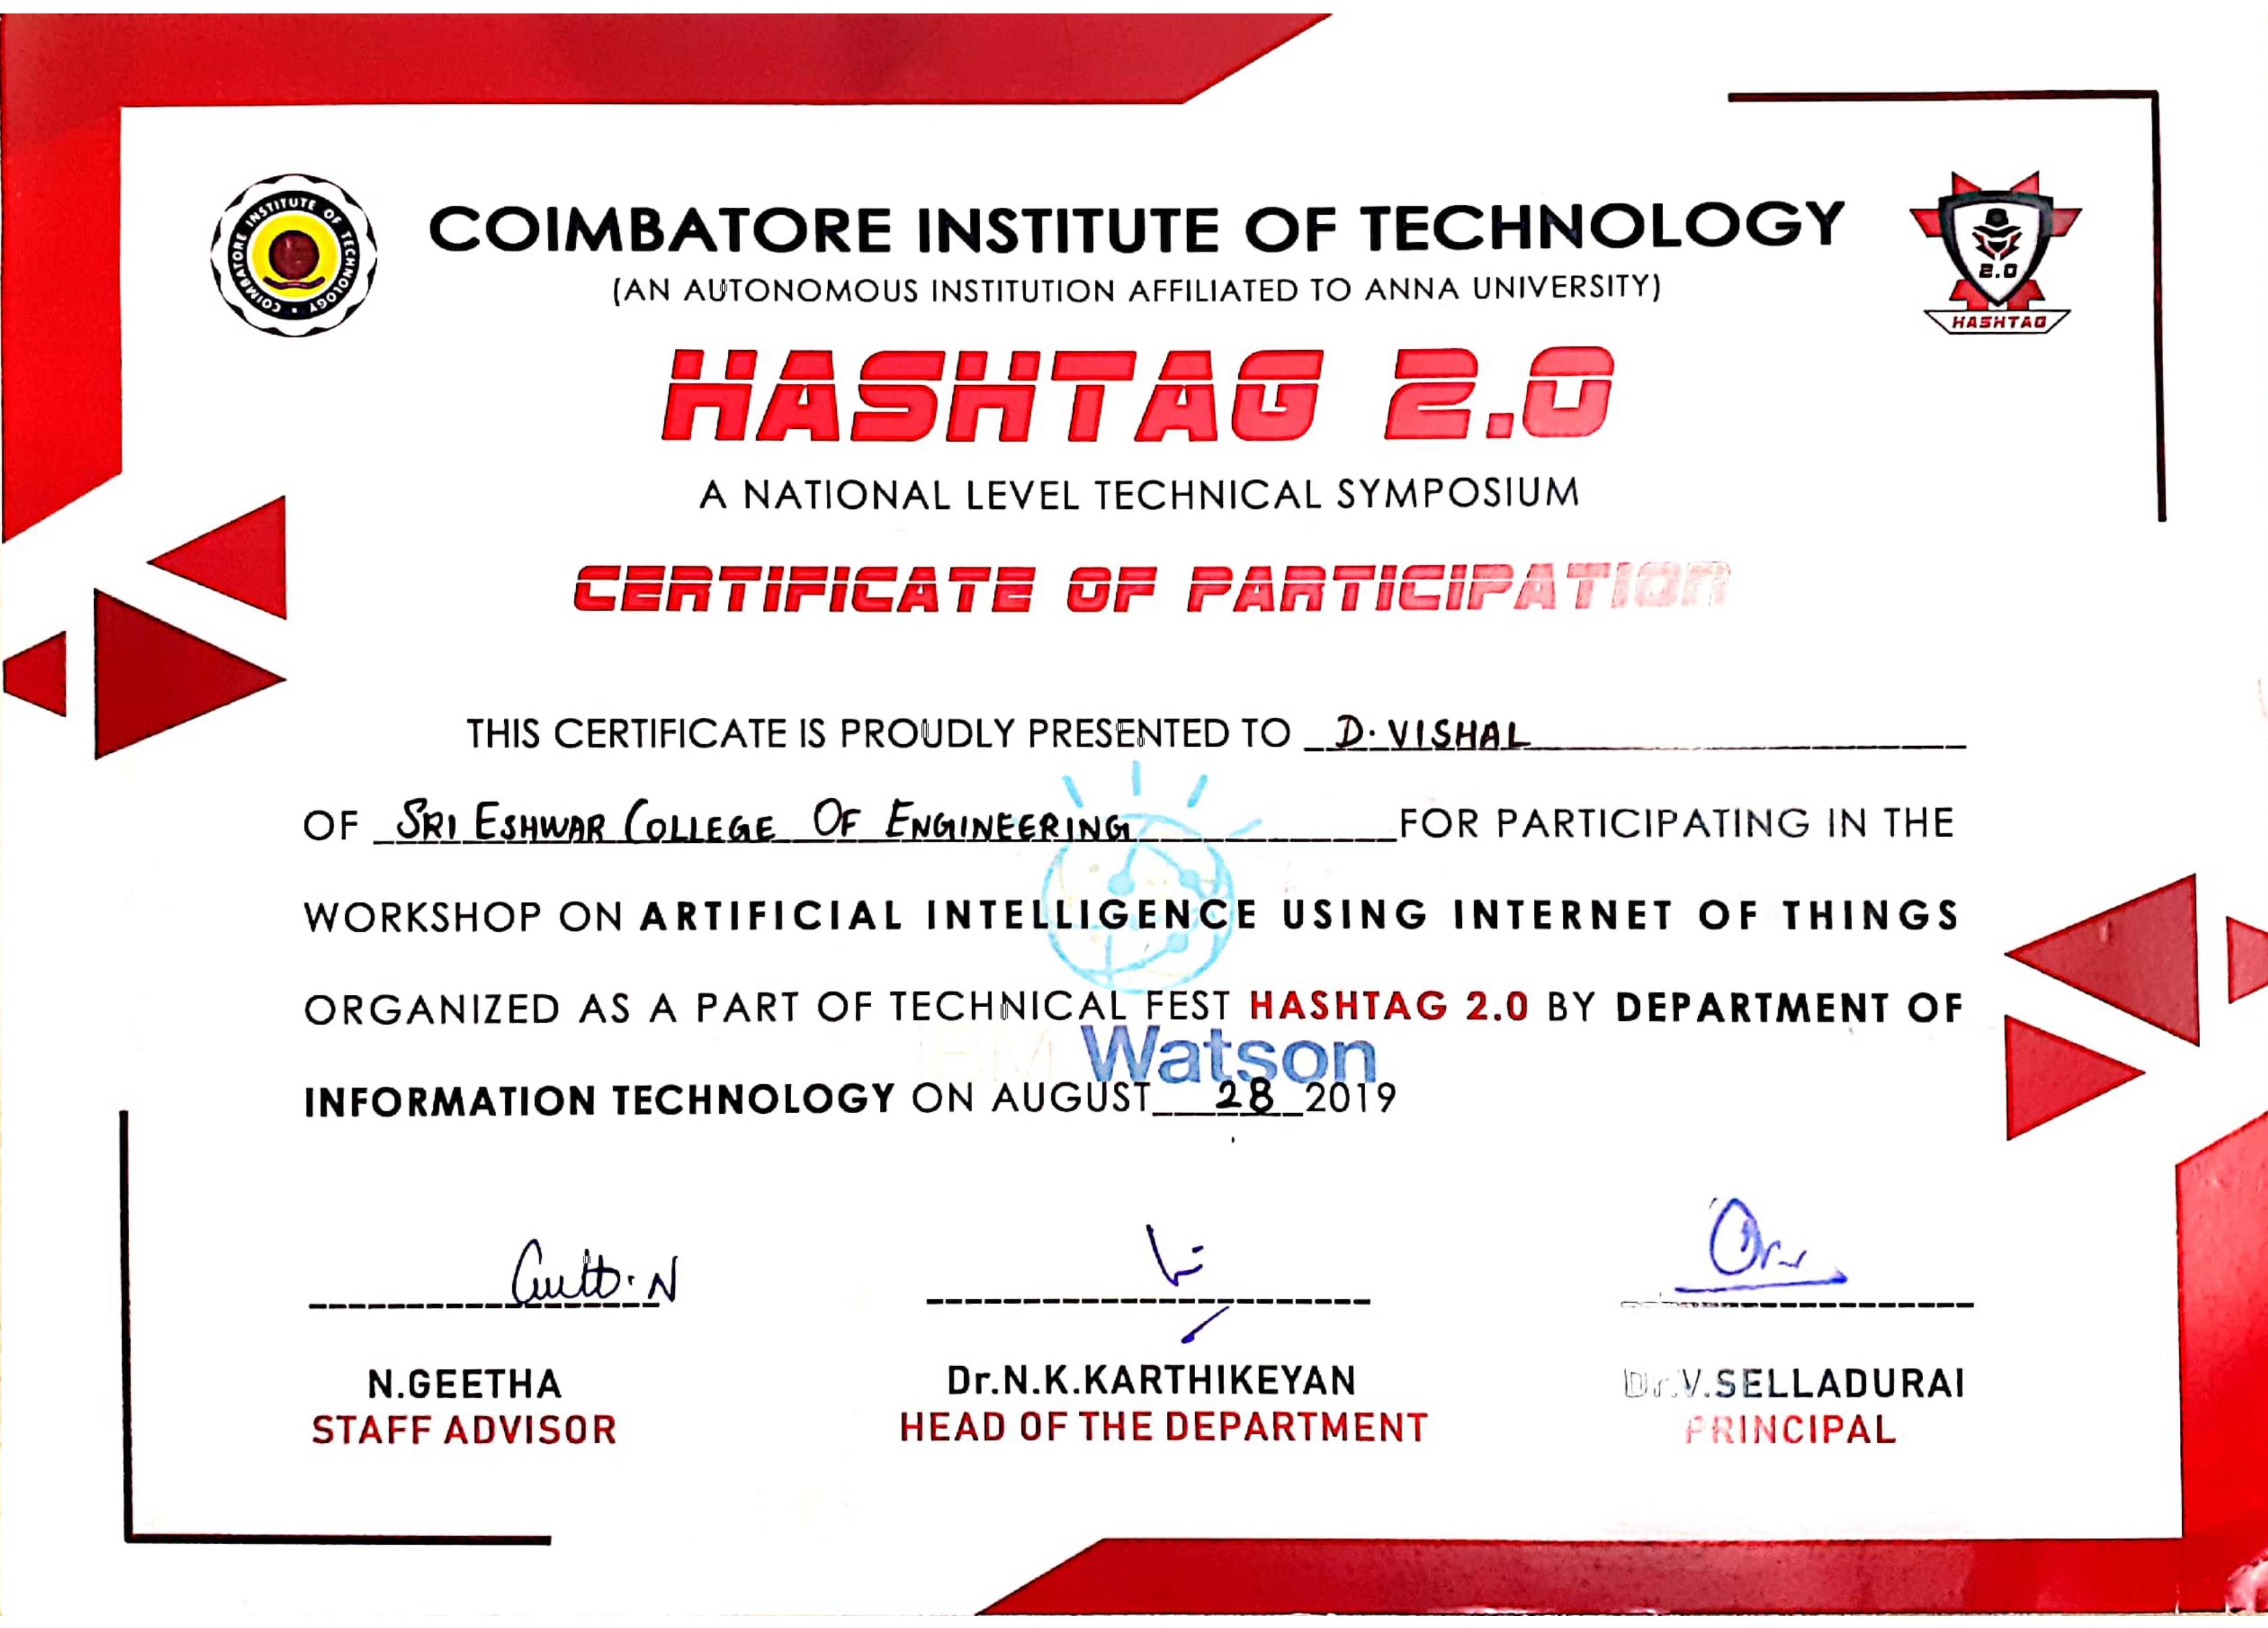 COIMBATORE INSTITUTE OF TECHNOLOGY
COIMBATORE INSTITUTE OF TECHNOLOGY
(AN AUTONOMOUS INSTITUTION AFFILIATED TO ANNA UNIVERSITY)
2.0
HASHTAG
HASHTAG 2.0
A NATIONAL LEVEL TECHNICAL SYMPOSIUM
CERTIFICATE OF PARTICIPATION
THIS CERTIFICATE IS PROUDLY PRESENTED TO D. VISHAL
OF SRI ESHWAR COLLEGE OF ENGINEERING FOR PARTICIPATING IN THE
WORKSHOP ON ARTIFICIAL INTELLIGENCE USING INTERNET OF THINGS
ORGANIZED AS A PART OF TECHNICAL FEST HASHTAG 2.0 BY DEPARTMENT OF
IBM Watson
INFORMATION TECHNOLOGY ON AUGUST 28 2019
N.GEETHA
STAFF ADVISOR
Dr.N.K.KARTHIKEYAN
HEAD OF THE DEPARTMENT
Dr.V.SELLADURAI
PRINCIPAL